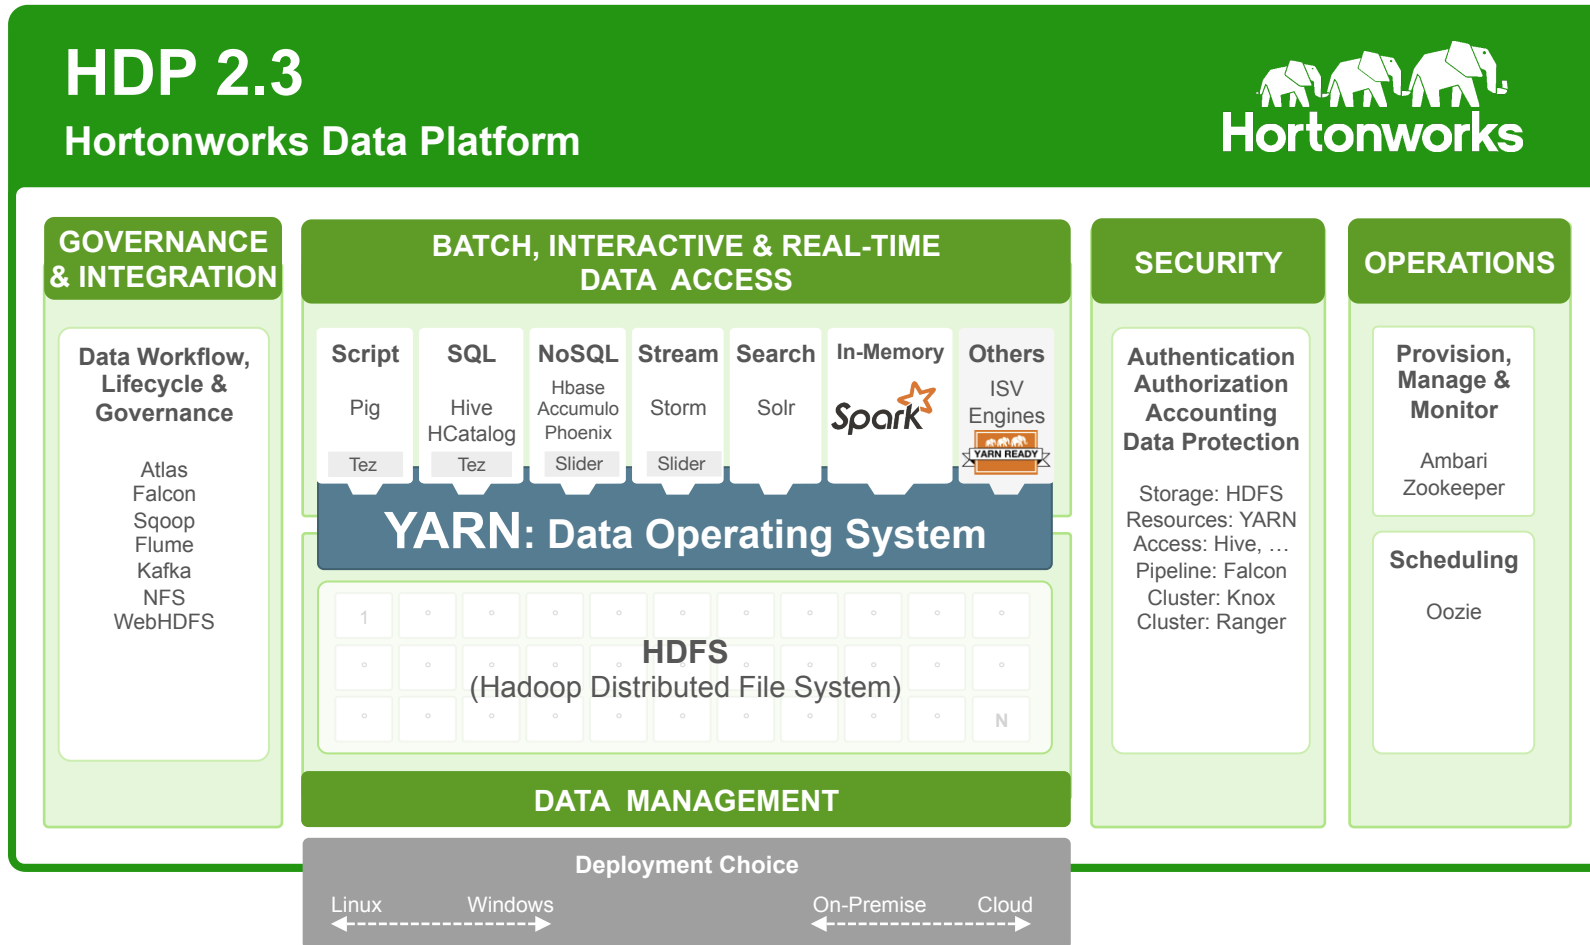 HDP 2.3
Hortonworks Data Platform
Hortonworks
GOVERNANCE
& INTEGRATION
Data Workflow,
Lifecycle &
Governance
Atlas
Falcon
Sqoop
Flume
Kafka
NFS
WebHDFS
BATCH, INTERACTIVE & REAL-TIME
DATA ACCESS
Script
Pig
Tez
SQL
Hive
HCatalog
Tez
NoSQL
Hbase
Accumulo
Phoenix
Slider
Stream
Storm
Slider
Search
Solr
In-Memory
Spark
Others
ISV
Engines
YARN READY
YARN: Data Operating System
1
HDFS
(Hadoop Distributed File System)
N
DATA MANAGEMENT
SECURITY
Authentication
Authorization
Accounting
Data Protection
Storage: HDFS
Resources: YARN
Access: Hive, …
Pipeline: Falcon
Cluster: Knox
Cluster: Ranger
OPERATIONS
Provision,
Manage &
Monitor
Ambari
Zookeeper
Scheduling
Oozie
Deployment Choice
Linux Windows On-Premise Cloud